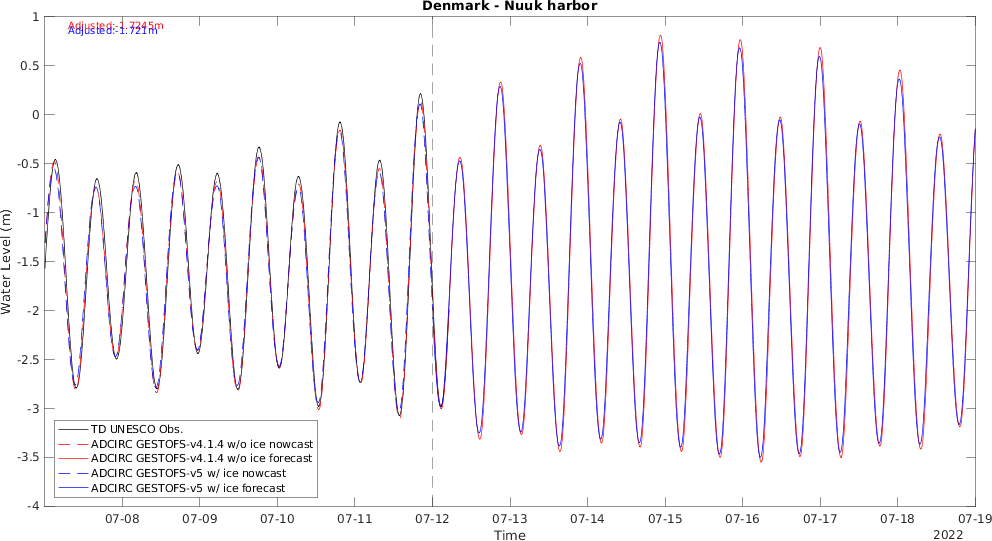 Denmark - Nuuk harbor
Adjusted:-1.7245m
Adjusted:-1.721m
1
0.5
0
-0.5
-1
-1.5
-2
-2.5
-3
-3.5
-4
Water Level (m)
TD UNESCO Obs.
ADCIRC GESTOFS-v4.1.4 w/o ice nowcast
ADCIRC GESTOFS-v4.1.4 w/o ice forecast
ADCIRC GESTOFS-v5 w/ ice nowcast
ADCIRC GESTOFS-v5 w/ ice forecast
07-08 07-09 07-10 07-11 07-12 07-13 07-14 07-15 07-16 07-17 07-18 07-19
Time
2022